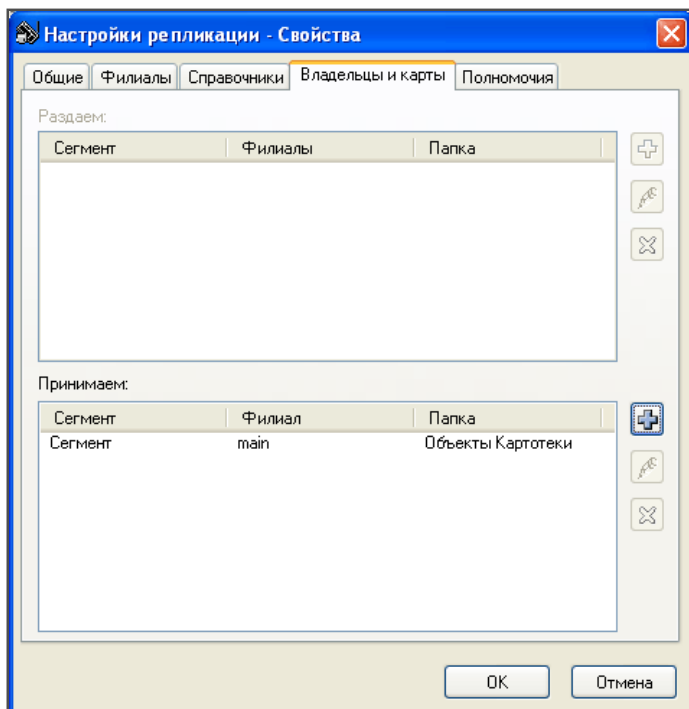 Настройки репликации - Свойства
Общие Филиалы Справочники Владельцы и карты Полномочия
Раздаем:
Сегмент Филиалы Папка
Принимаем:
Сегмент Филиал Папка
Сегмент main Объекты Картотеки
OK Отмена